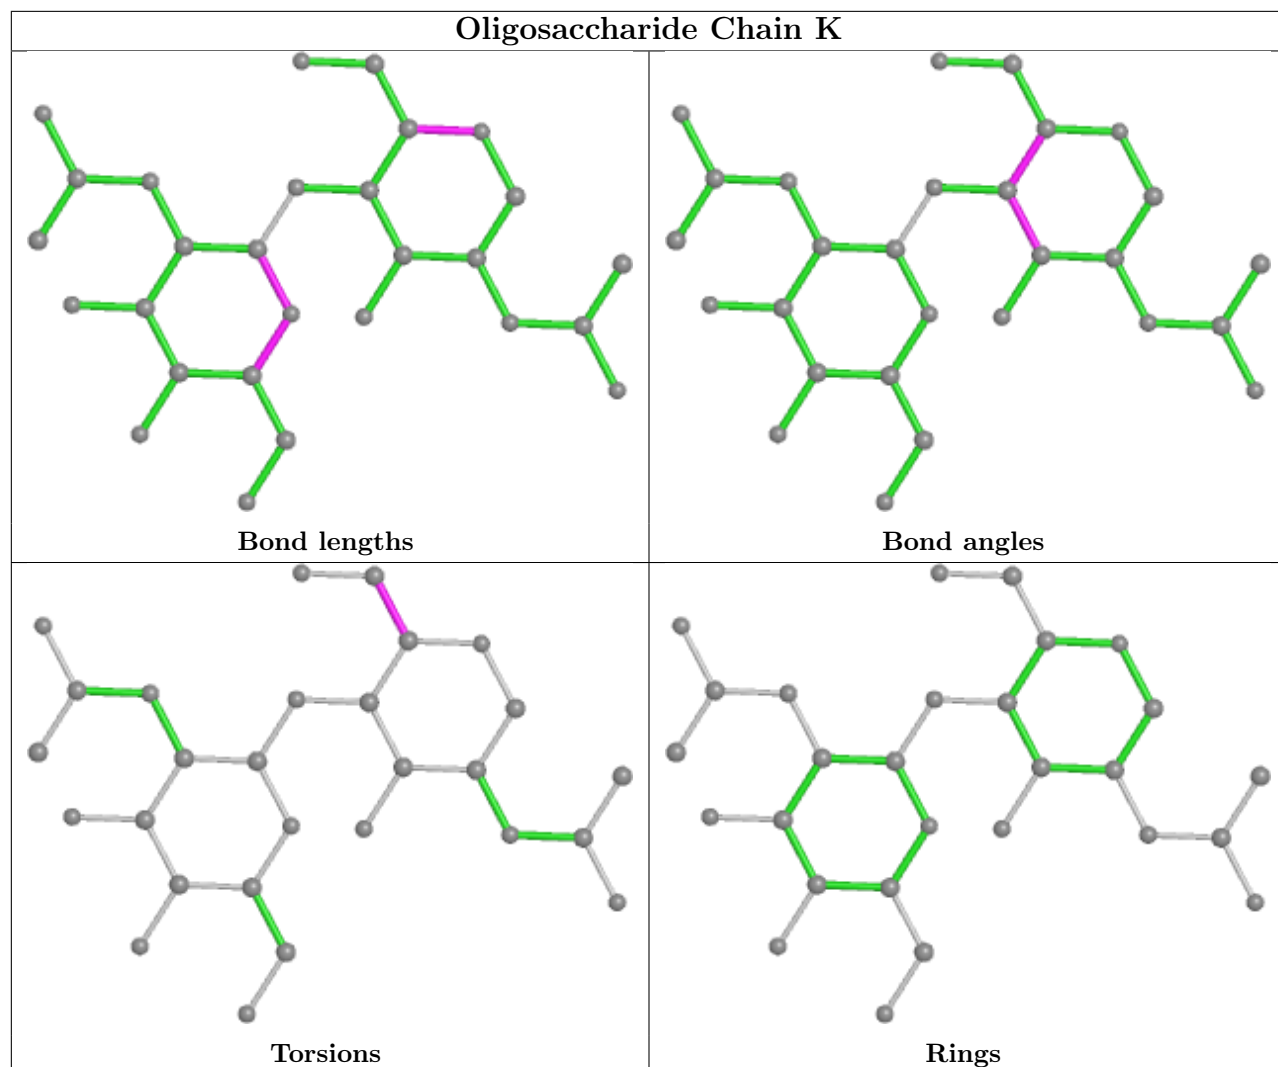 Oligosaccharide Chain K
Bond lengths
Bond angles
Torsions
Rings